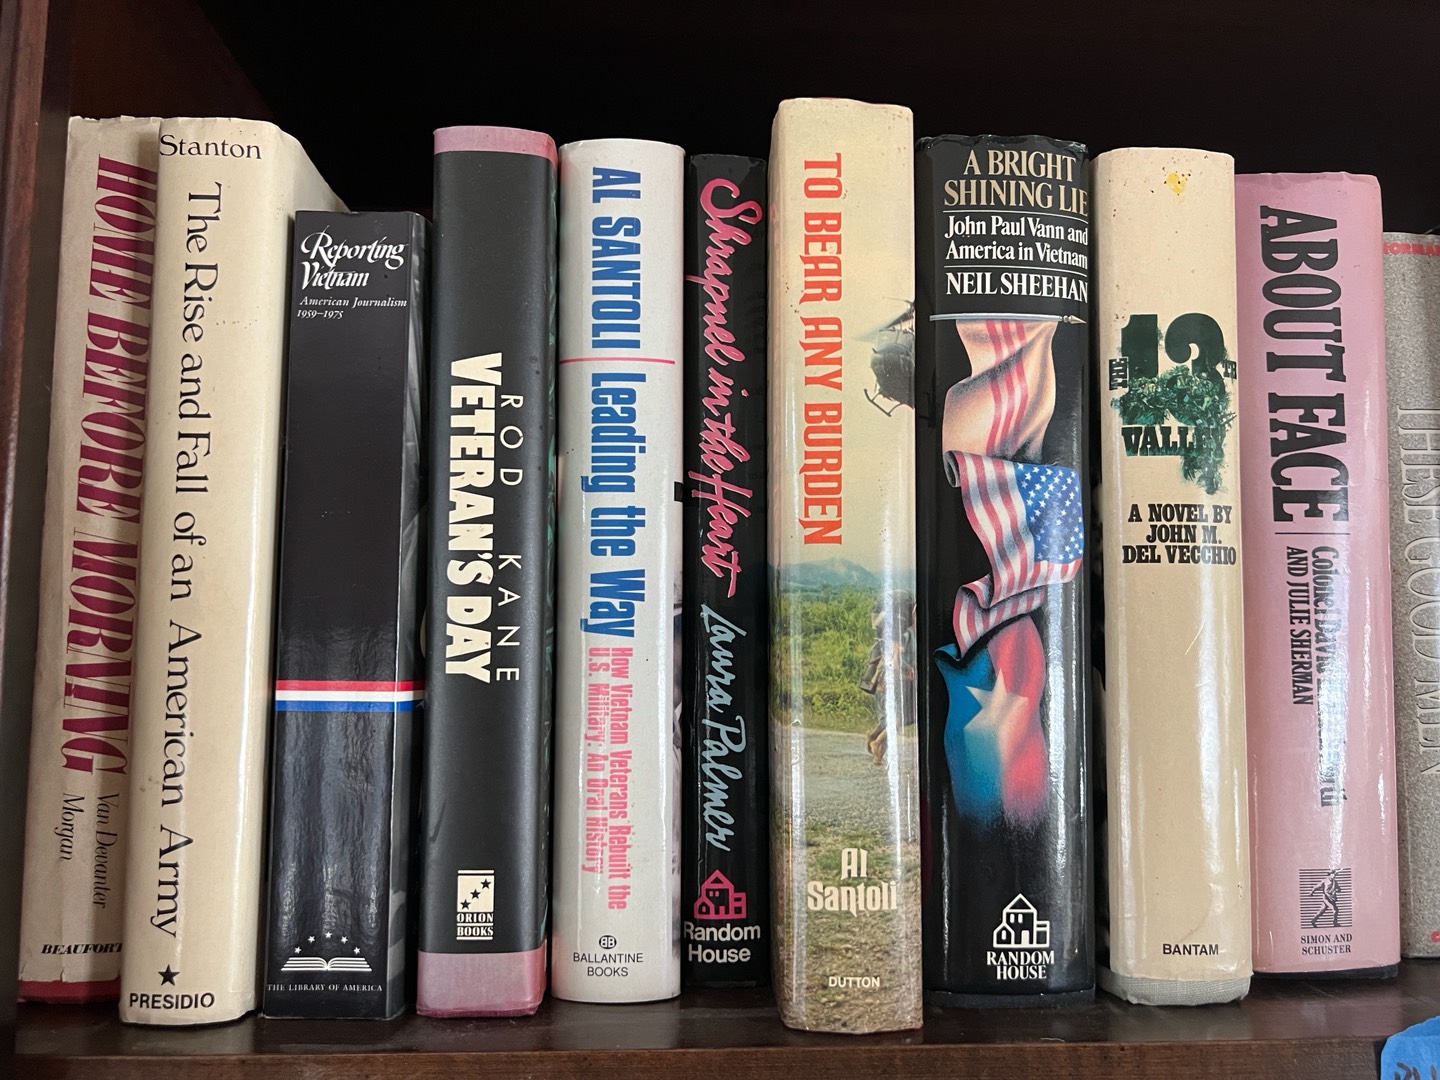 HOME BEFORE MORNING
Van Devanter
Morgan
BEAUFORT
Stanton
The Rise and Fall of an American Army
PRESIDIO
Reporting
Vietnam
American Journalism
1959–1975
THE LIBRARY OF AMERICA
ROD KANE
VETERAN'S DAY
ORION
BOOKS
AL SANTOLI
Leading the Way
How Vietnam Veterans Rebuilt the
U.S. Military: An Oral History
BB
BALLANTINE
BOOKS
Shrapnel in the Heart
Laura Palmer
Random
House
TO BEAR ANY BURDEN
Al
Santoli
DUTTON
A BRIGHT
SHINING LIE
John Paul Vann and
America in Vietnam
NEIL SHEEHAN
RANDOM
HOUSE
THE 13TH
VALLEY
A NOVEL BY
JOHN M.
DEL VECCHIO
BANTAM
ABOUT FACE
Colonel David
AND JULIE SHERMAN
SIMON AND
SCHUSTER
THESE GOOD MEN